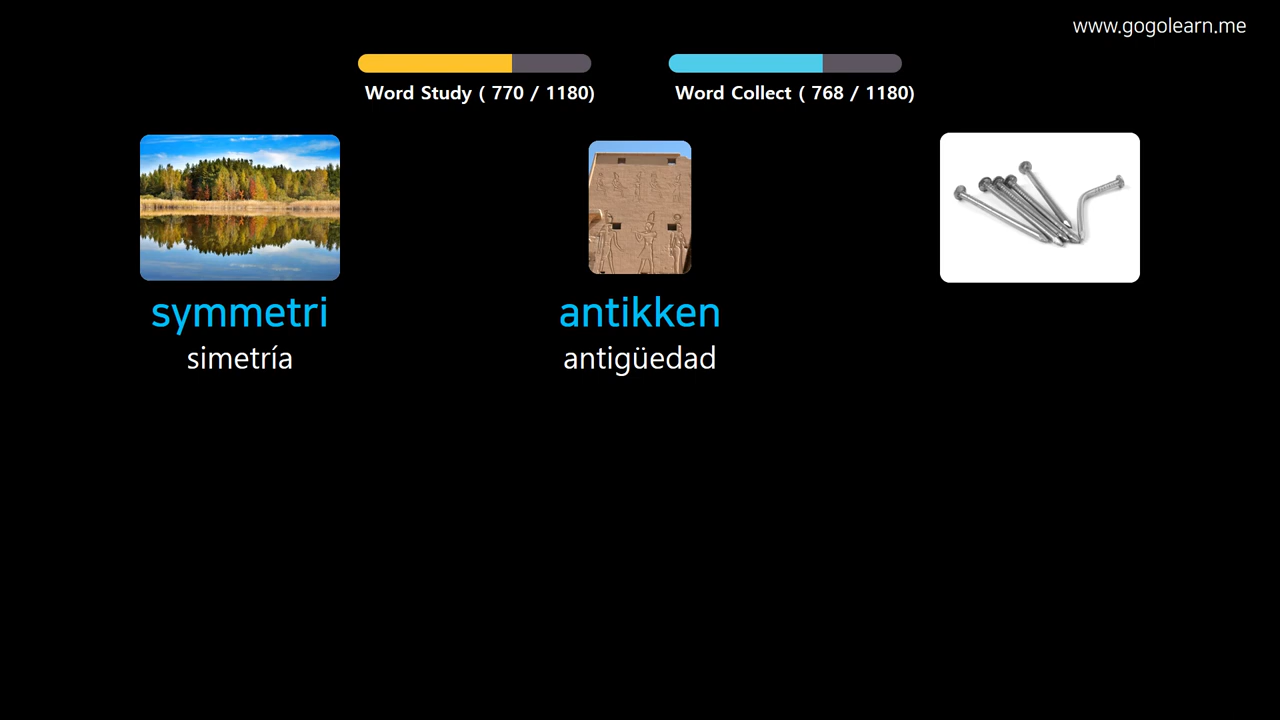 www.gogolearn.me
Word Study ( 770 / 1180)
Word Collect ( 768 / 1180)
symmetri
simetría
antikken
antigüedad